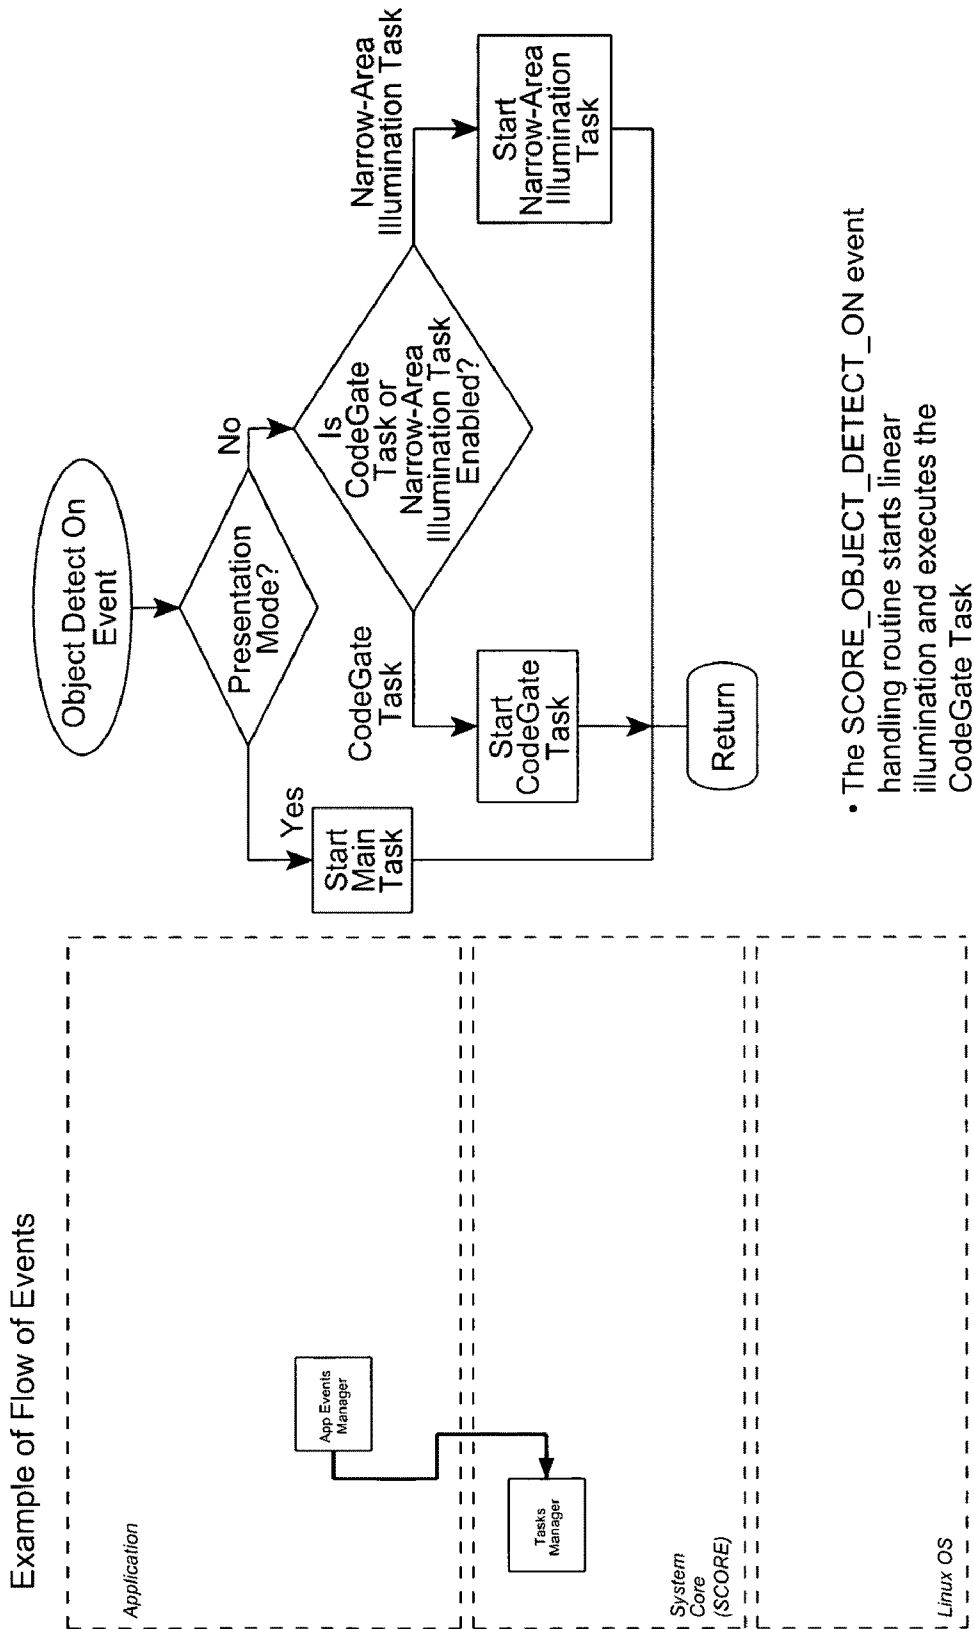 Example of Flow of Events
Application
App Events
Manager
Tasks
Manager
System
Core
(SCORE)
Linux OS
Object Detect On
Event
Presentation
Mode?
Yes
No
Start
Main
Task
Is
CodeGate
Task or
Narrow-Area
Illumination Task
Enabled?
CodeGate
Task
Narrow-Area
Illumination Task
Start
CodeGate
Task
Start
Narrow-Area
Illumination
Task
Return
• The SCORE_OBJECT_DETECT_ON event
handling routine starts linear
illumination and executes the
CodeGate Task